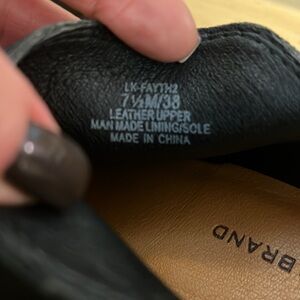 LK-FAYTH2
7½M/38
LEATHER UPPER
MAN MADE LINING/SOLE
MADE IN CHINA
BRAND